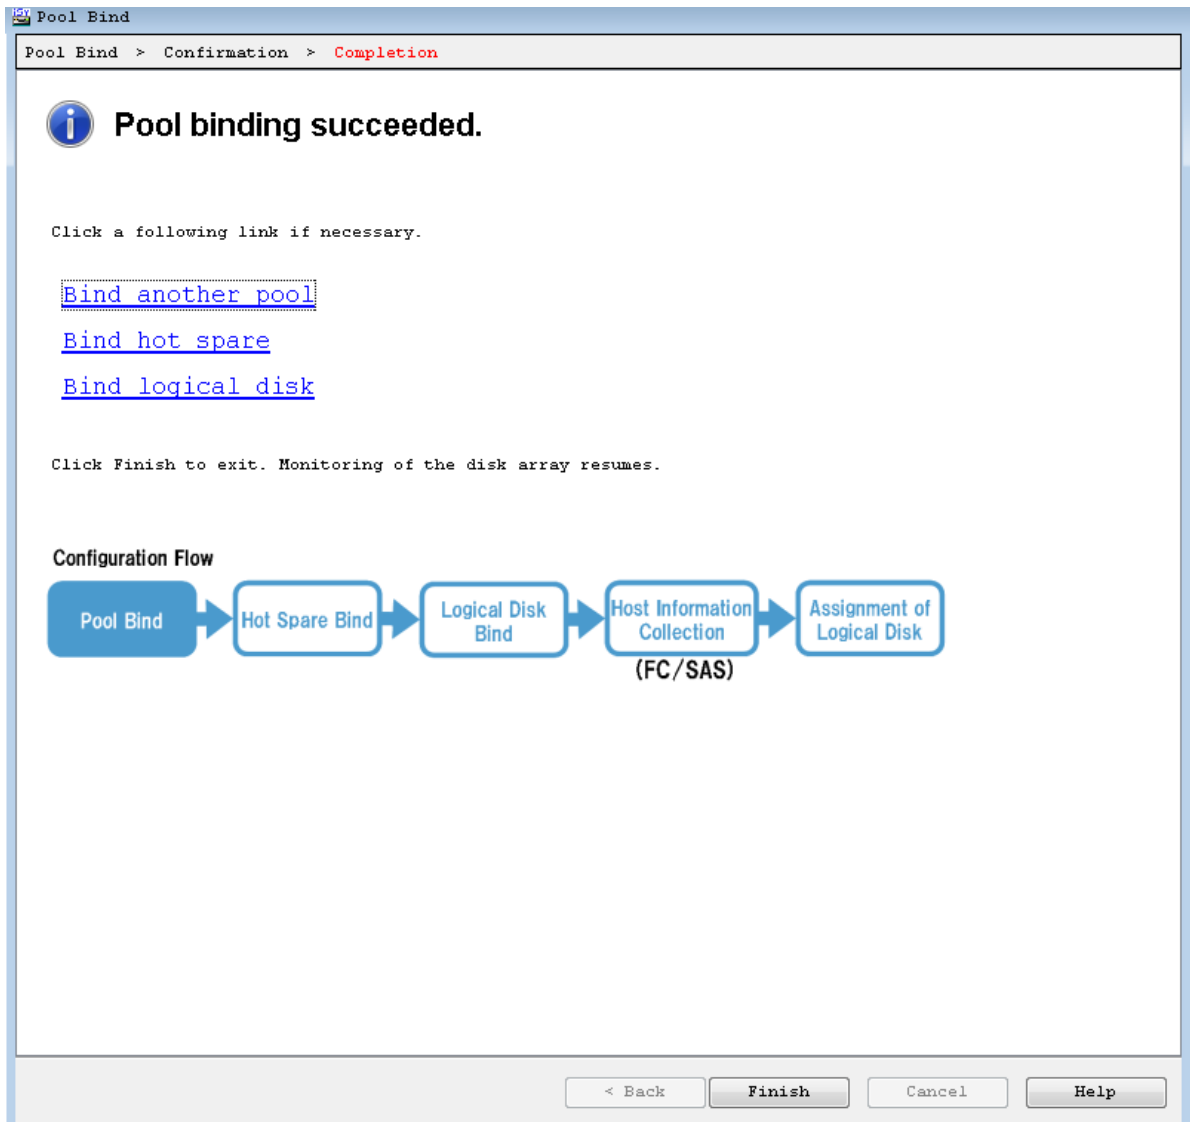 Pool Bind
Pool Bind > Confirmation > Completion
Pool binding succeeded.
Click a following link if necessary.
Bind another pool
Bind hot spare
Bind logical disk
Click Finish to exit. Monitoring of the disk array resumes.
Configuration Flow
Pool Bind
Hot Spare Bind
Logical Disk
Bind
Host Information
Collection
(FC/SAS)
Assignment of
Logical Disk
< Back
Finish
Cancel
Help